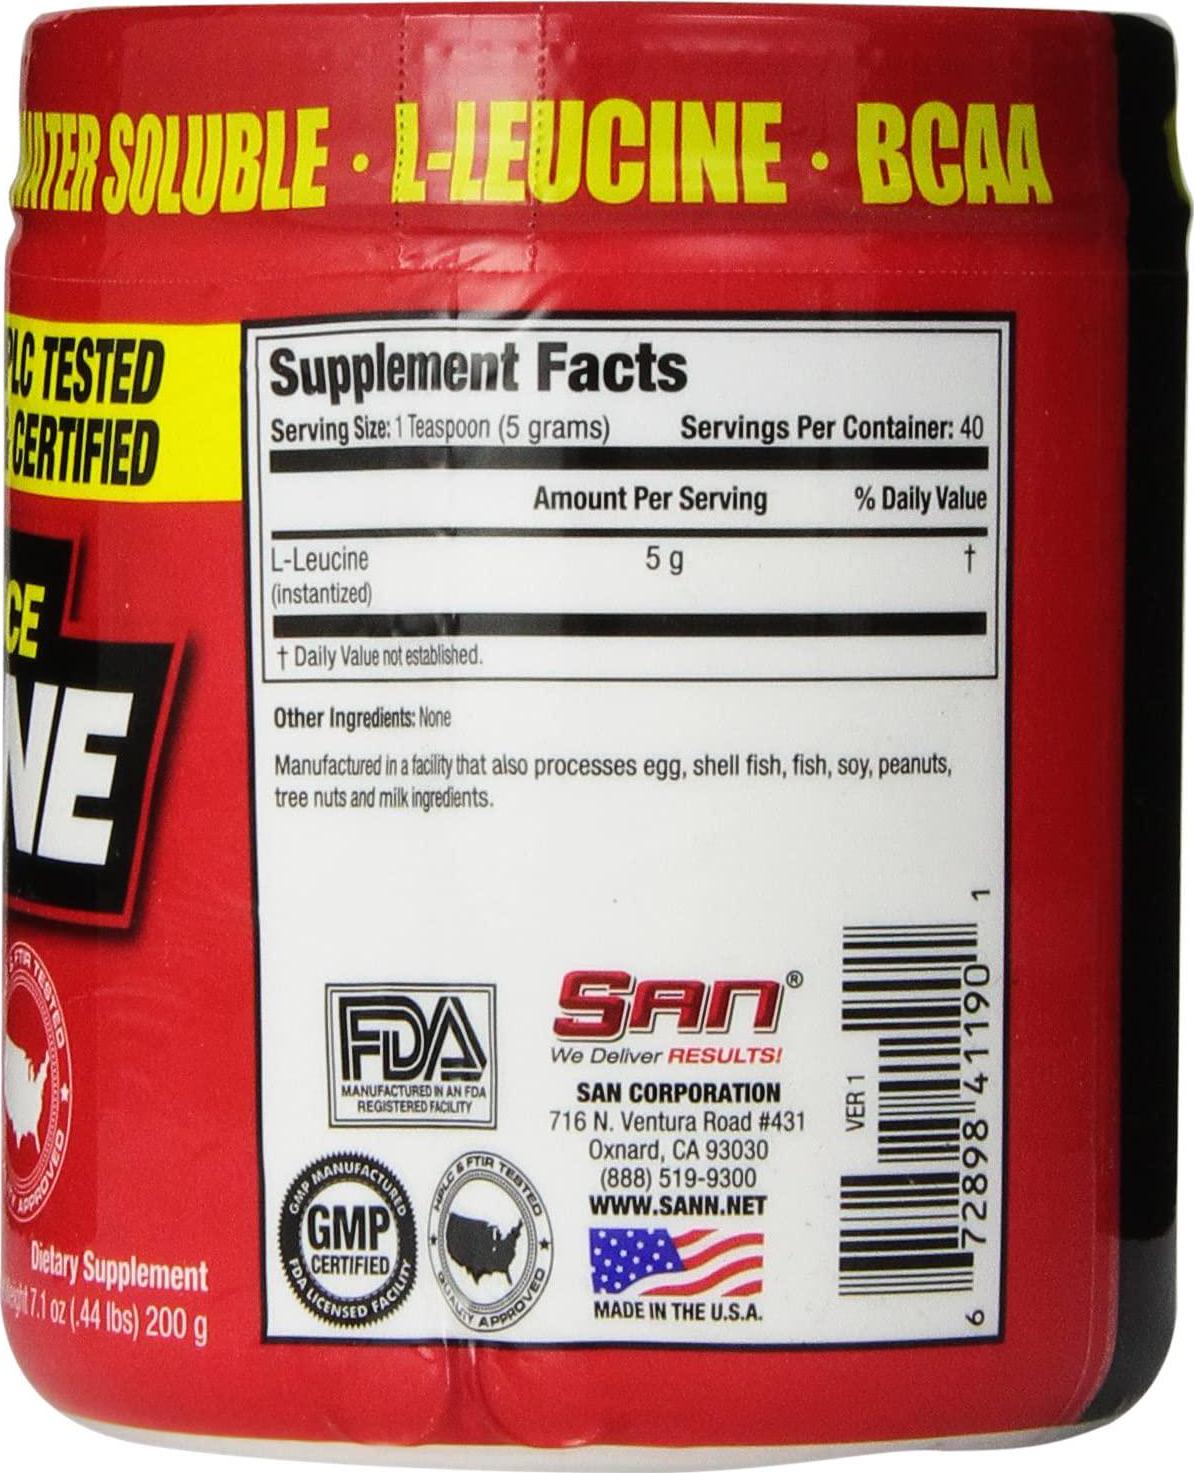 WATER SOLUBLE · L-LEUCINE · BCAA
TESTED
CERTIFIED
Supplement Facts
Serving Size: 1 Teaspoon (5 grams) Servings Per Container: 40
Amount Per Serving % Daily Value
L-Leucine 5 g †
(instantized)
† Daily Value not established.
Other Ingredients: None
Manufactured in a facility that also processes egg, shell fish, fish, soy, peanuts,
tree nuts and milk ingredients.
FDA
MANUFACTURED IN AN FDA
REGISTERED FACILITY
GMP MANUFACTURED
GMP
CERTIFIED
FDA LICENSED FACILITY
HPLC & FTIR TESTED
QUALITY APPROVED
SAN®
We Deliver RESULTS!
SAN CORPORATION
716 N. Ventura Road #431
Oxnard, CA 93030
(888) 519-9300
WWW.SANN.NET
MADE IN THE U.S.A.
VER 1
6 72898 41190 1
& FTIR TESTED
APPROVED
Dietary Supplement
7.1 oz (.44 lbs) 200 g